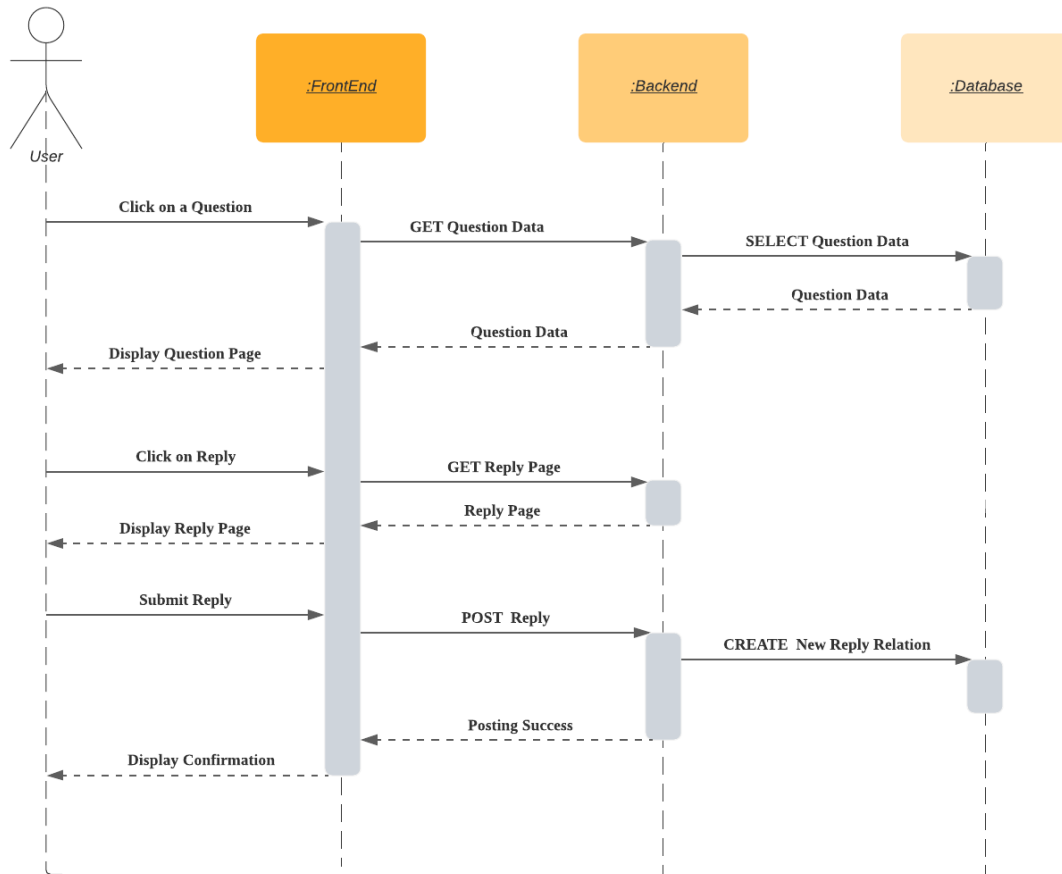 :FrontEnd
:Backend
:Database
User
Click on a Question
GET Question Data
SELECT Question Data
Question Data
Question Data
Display Question Page
Click on Reply
GET Reply Page
Reply Page
Display Reply Page
Submit Reply
POST  Reply
CREATE  New Reply Relation
Posting Success
Display Confirmation